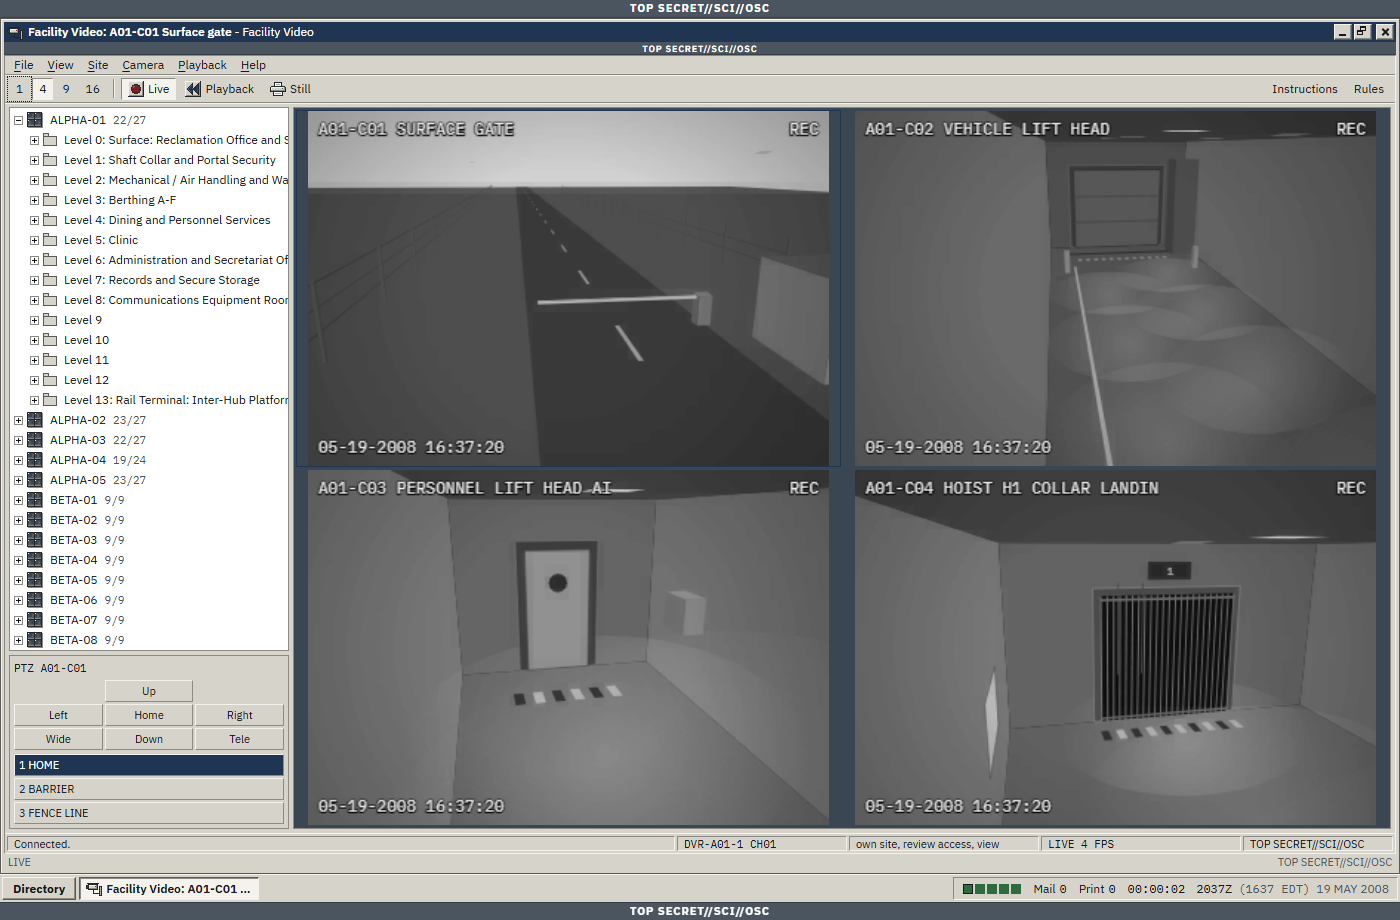 TOP SECRET//SCI//OSC
Facility Video: A01-C01 Surface gate - Facility Video
TOP SECRET//SCI//OSC
File View Site Camera Playback Help
1 4 9 16 Live Playback Still Instructions Rules
ALPHA-01 22/27
Level 0: Surface: Reclamation Office and S
Level 1: Shaft Collar and Portal Security
Level 2: Mechanical / Air Handling and Wa
Level 3: Berthing A-F
Level 4: Dining and Personnel Services
Level 5: Clinic
Level 6: Administration and Secretariat Of
Level 7: Records and Secure Storage
Level 8: Communications Equipment Roor
Level 9
Level 10
Level 11
Level 12
Level 13: Rail Terminal: Inter-Hub Platforr
ALPHA-02 23/27
ALPHA-03 22/27
ALPHA-04 19/24
ALPHA-05 23/27
BETA-01 9/9
BETA-02 9/9
BETA-03 9/9
BETA-04 9/9
BETA-05 9/9
BETA-06 9/9
BETA-07 9/9
BETA-08 9/9
PTZ A01-C01
Up
Left Home Right
Wide Down Tele
1 HOME
2 BARRIER
3 FENCE LINE
A01-C01 SURFACE GATE REC
05-19-2008 16:37:20
A01-C02 VEHICLE LIFT HEAD REC
05-19-2008 16:37:20
A01-C03 PERSONNEL LIFT HEAD AI REC
05-19-2008 16:37:20
A01-C04 HOIST H1 COLLAR LANDIN REC
1
05-19-2008 16:37:20
Connected. DVR-A01-1 CH01 own site, review access, view LIVE 4 FPS TOP SECRET//SCI//OSC
LIVE TOP SECRET//SCI//OSC
Directory Facility Video: A01-C01 ... Mail 0 Print 0 00:00:02 2037Z (1637 EDT) 19 MAY 2008
TOP SECRET//SCI//OSC